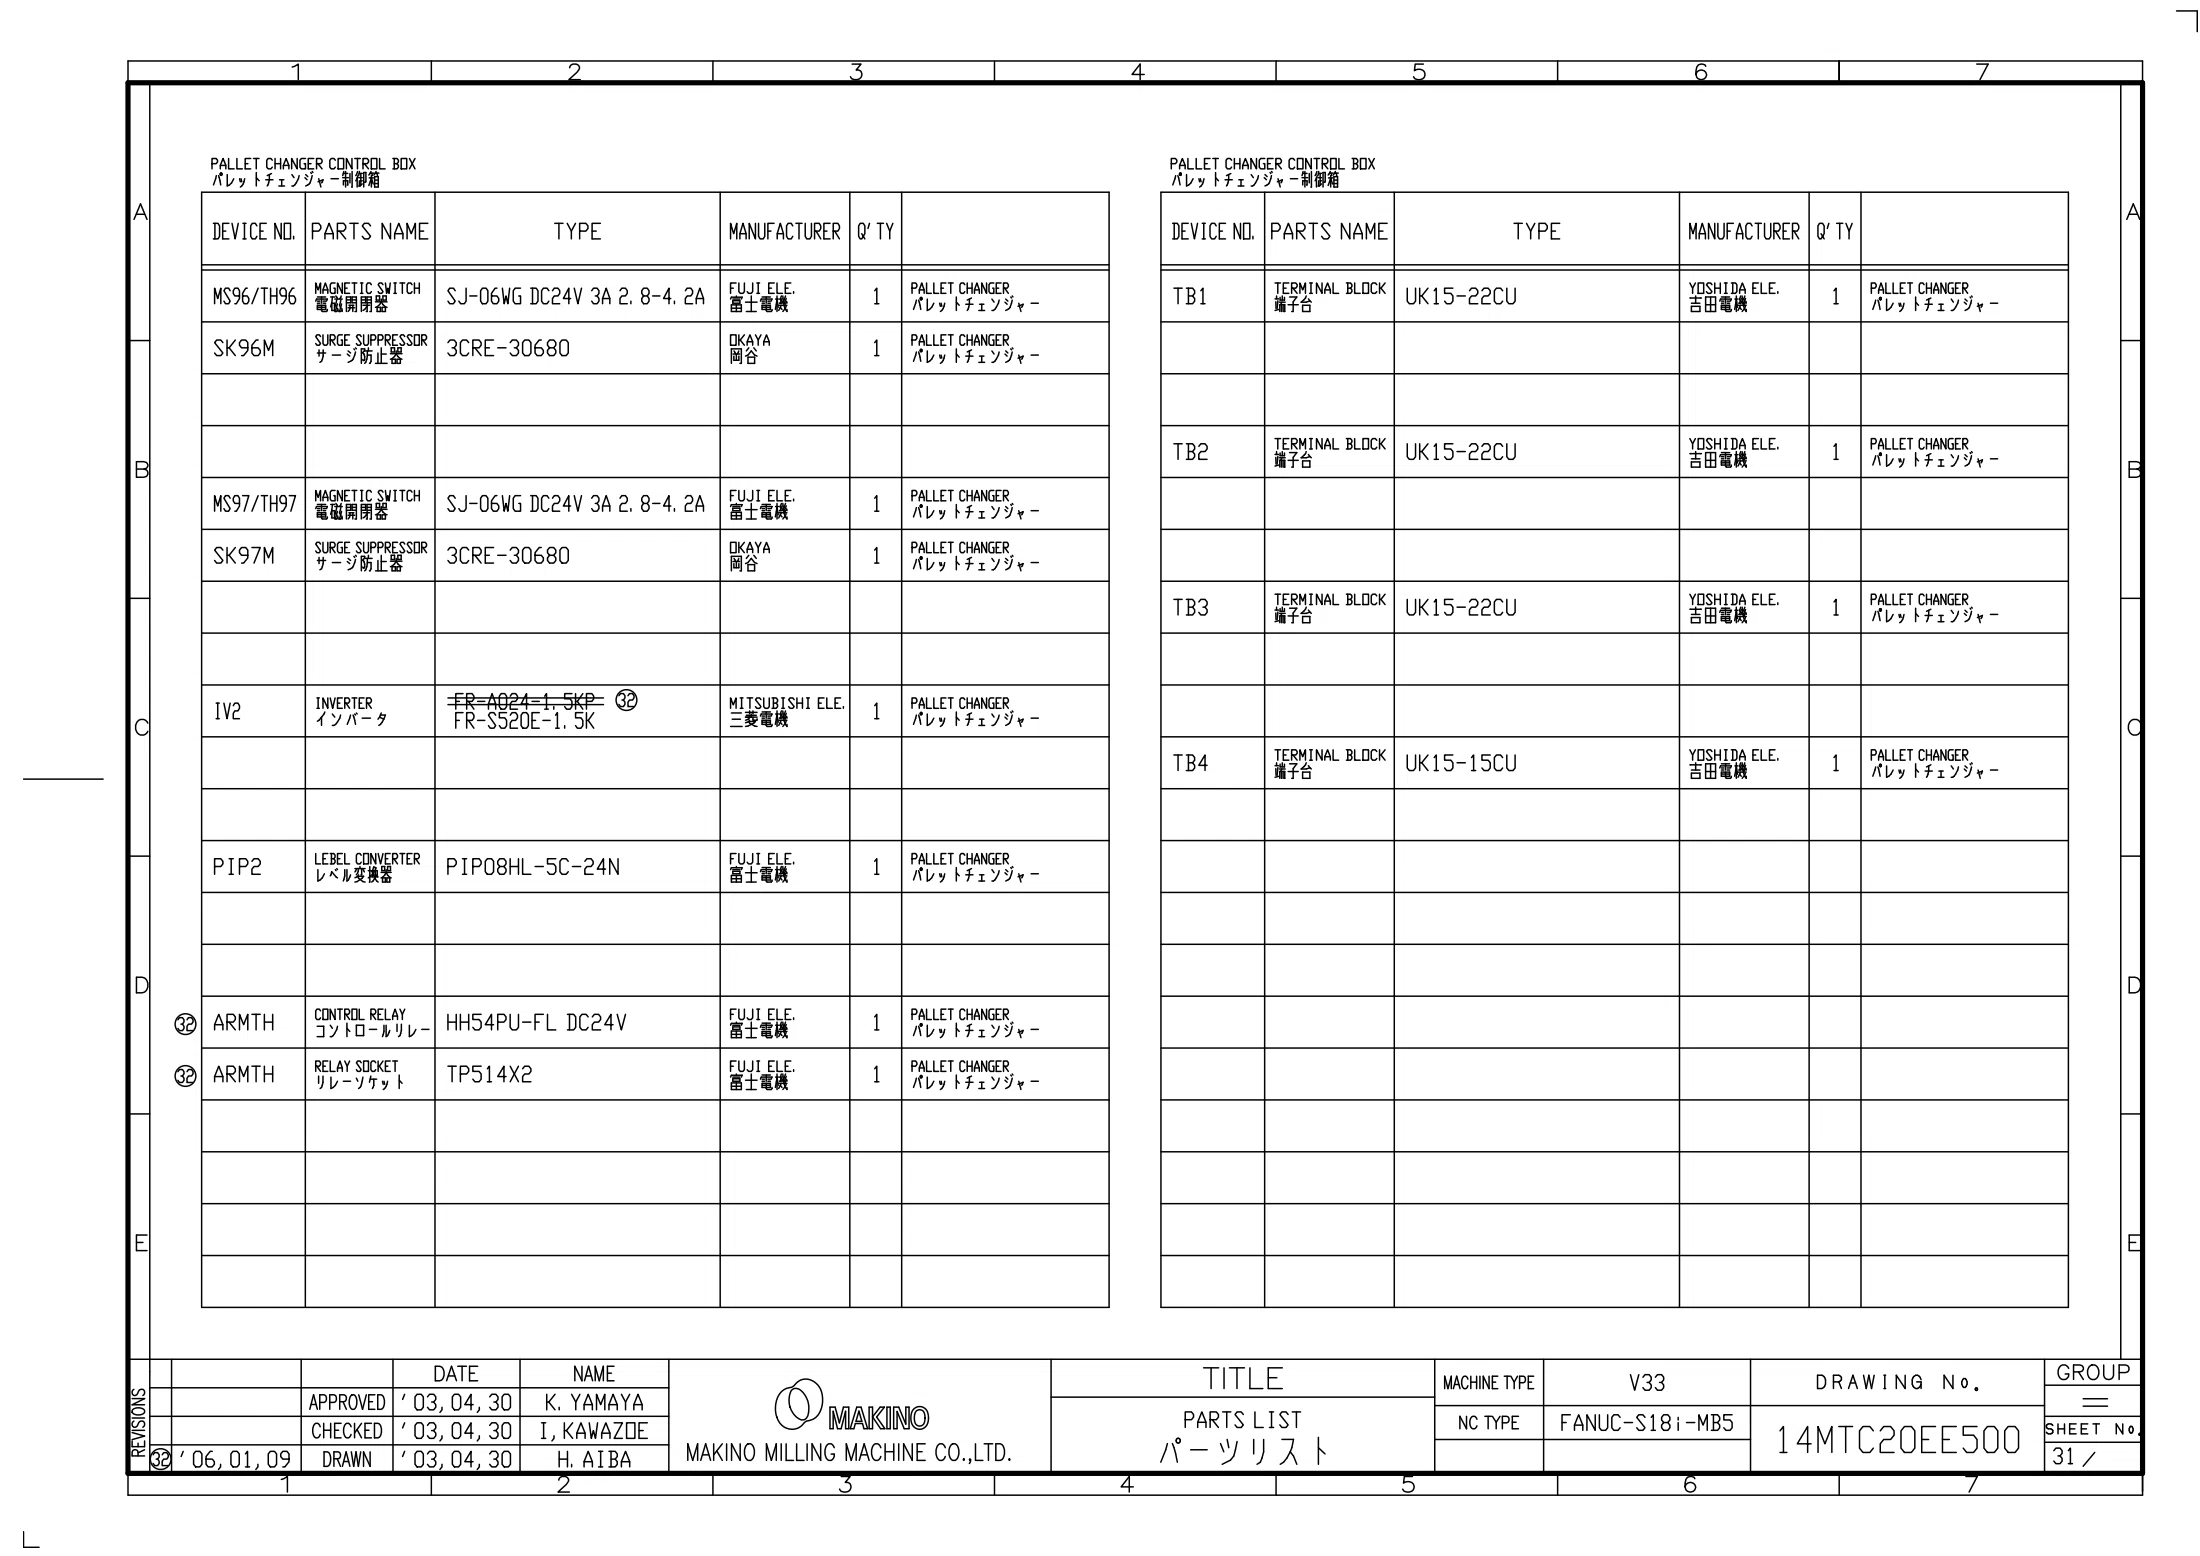 1 2 3 4 5 6 7
A
B
C
D
E
PALLET CHANGER CONTROL BOX
パレットチェンジャー制御箱
DEVICE NO. PARTS NAME TYPE MANUFACTURER Q'TY
MS96/TH96 MAGNETIC SWITCH SJ-06WG DC24V 3A 2.8-4.2A FUJI ELE. 1 PALLET CHANGER
電磁開閉器 富士電機 パレットチェンジャー
SK96M SURGE SUPPRESSOR 3CRE-30680 OKAYA 1 PALLET CHANGER
サージ防止器 岡谷 パレットチェンジャー
MS97/TH97 MAGNETIC SWITCH SJ-06WG DC24V 3A 2.8-4.2A FUJI ELE. 1 PALLET CHANGER
電磁開閉器 富士電機 パレットチェンジャー
SK97M SURGE SUPPRESSOR 3CRE-30680 OKAYA 1 PALLET CHANGER
サージ防止器 岡谷 パレットチェンジャー
IV2 INVERTER FR-A024-1.5KP 32 MITSUBISHI ELE. 1 PALLET CHANGER
インバータ FR-S520E-1.5K 三菱電機 パレットチェンジャー
PIP2 LEBEL CONVERTER PIP08HL-5C-24N FUJI ELE. 1 PALLET CHANGER
レベル変換器 富士電機 パレットチェンジャー
32 ARMTH CONTROL RELAY HH54PU-FL DC24V FUJI ELE. 1 PALLET CHANGER
コントロールリレー 富士電機 パレットチェンジャー
32 ARMTH RELAY SOCKET TP514X2 FUJI ELE. 1 PALLET CHANGER
リレーソケット 富士電機 パレットチェンジャー
PALLET CHANGER CONTROL BOX
パレットチェンジャー制御箱
DEVICE NO. PARTS NAME TYPE MANUFACTURER Q'TY
TB1 TERMINAL BLOCK UK15-22CU YOSHIDA ELE. 1 PALLET CHANGER
端子台 吉田電機 パレットチェンジャー
TB2 TERMINAL BLOCK UK15-22CU YOSHIDA ELE. 1 PALLET CHANGER
端子台 吉田電機 パレットチェンジャー
TB3 TERMINAL BLOCK UK15-22CU YOSHIDA ELE. 1 PALLET CHANGER
端子台 吉田電機 パレットチェンジャー
TB4 TERMINAL BLOCK UK15-15CU YOSHIDA ELE. 1 PALLET CHANGER
端子台 吉田電機 パレットチェンジャー
A
B
C
D
E
REVISIONS
DATE NAME
APPROVED '03,04,30 K. YAMAYA
CHECKED '03,04,30 I,KAWAZOE
32 '06,01,09 DRAWN '03,04,30 H. AIBA
MAKINO
MAKINO MILLING MACHINE CO.,LTD.
TITLE
PARTS LIST
パーツリスト
MACHINE TYPE V33
NC TYPE FANUC-S18i-MB5
DRAWING No.
14MTC20EE500
GROUP
=
SHEET No.
31/
1 2 3 4 5 6 7